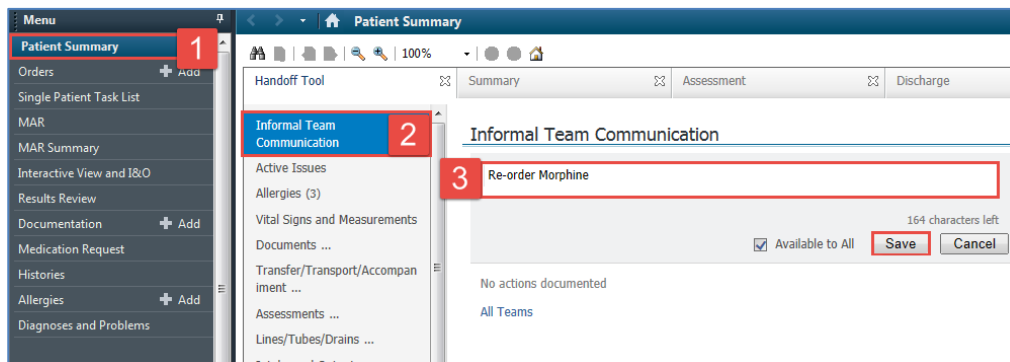 Menu
Patient Summary
1
Orders
Add
Single Patient Task List
MAR
MAR Summary
Interactive View and I&O
Results Review
Documentation
Add
Medication Request
Histories
Allergies
Add
Diagnoses and Problems
Patient Summary
100%
Handoff Tool
Summary
Assessment
Discharge
Informal Team
Communication
2
Active Issues
Allergies (3)
Vital Signs and Measurements
Documents ...
Transfer/Transport/Accompan
iment ...
Assessments ...
Lines/Tubes/Drains ...
Informal Team Communication
3
Re-order Morphine
164 characters left
Available to All
Save
Cancel
No actions documented
All Teams